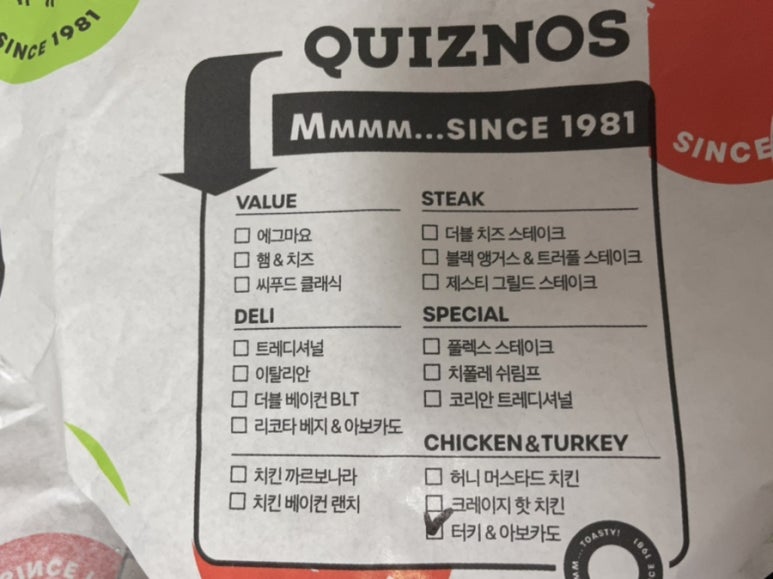 SINCE 1981
QUIZNOS
MMMM...SINCE 1981
SINCE
VALUE
에그마요
햄 & 치즈
씨푸드 클래식
STEAK
더블 치즈 스테이크
블랙 앵거스 & 트러플 스테이크
제스티 그릴드 스테이크
DELI
트레디셔널
이탈리안
더블 베이컨 BLT
리코타 베지 & 아보카도
SPECIAL
풀렉스 스테이크
치폴레 쉬림프
코리안 트레디셔널
CHICKEN & TURKEY
치킨 까르보나라
치킨 베이컨 랜치
허니 머스타드 치킨
크레이지 핫 치킨
터키 & 아보카도
TOASTY!
1981
SINCE